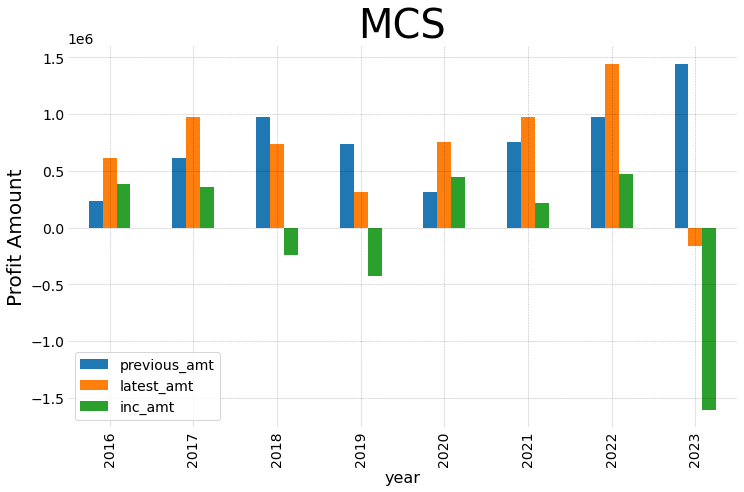 MCS
1e6
1.5
1.0
0.5
0.0
−0.5
−1.0
−1.5
Profit Amount
previous_amt
latest_amt
inc_amt
2016
2017
2018
2019
2020
2021
2022
2023
year